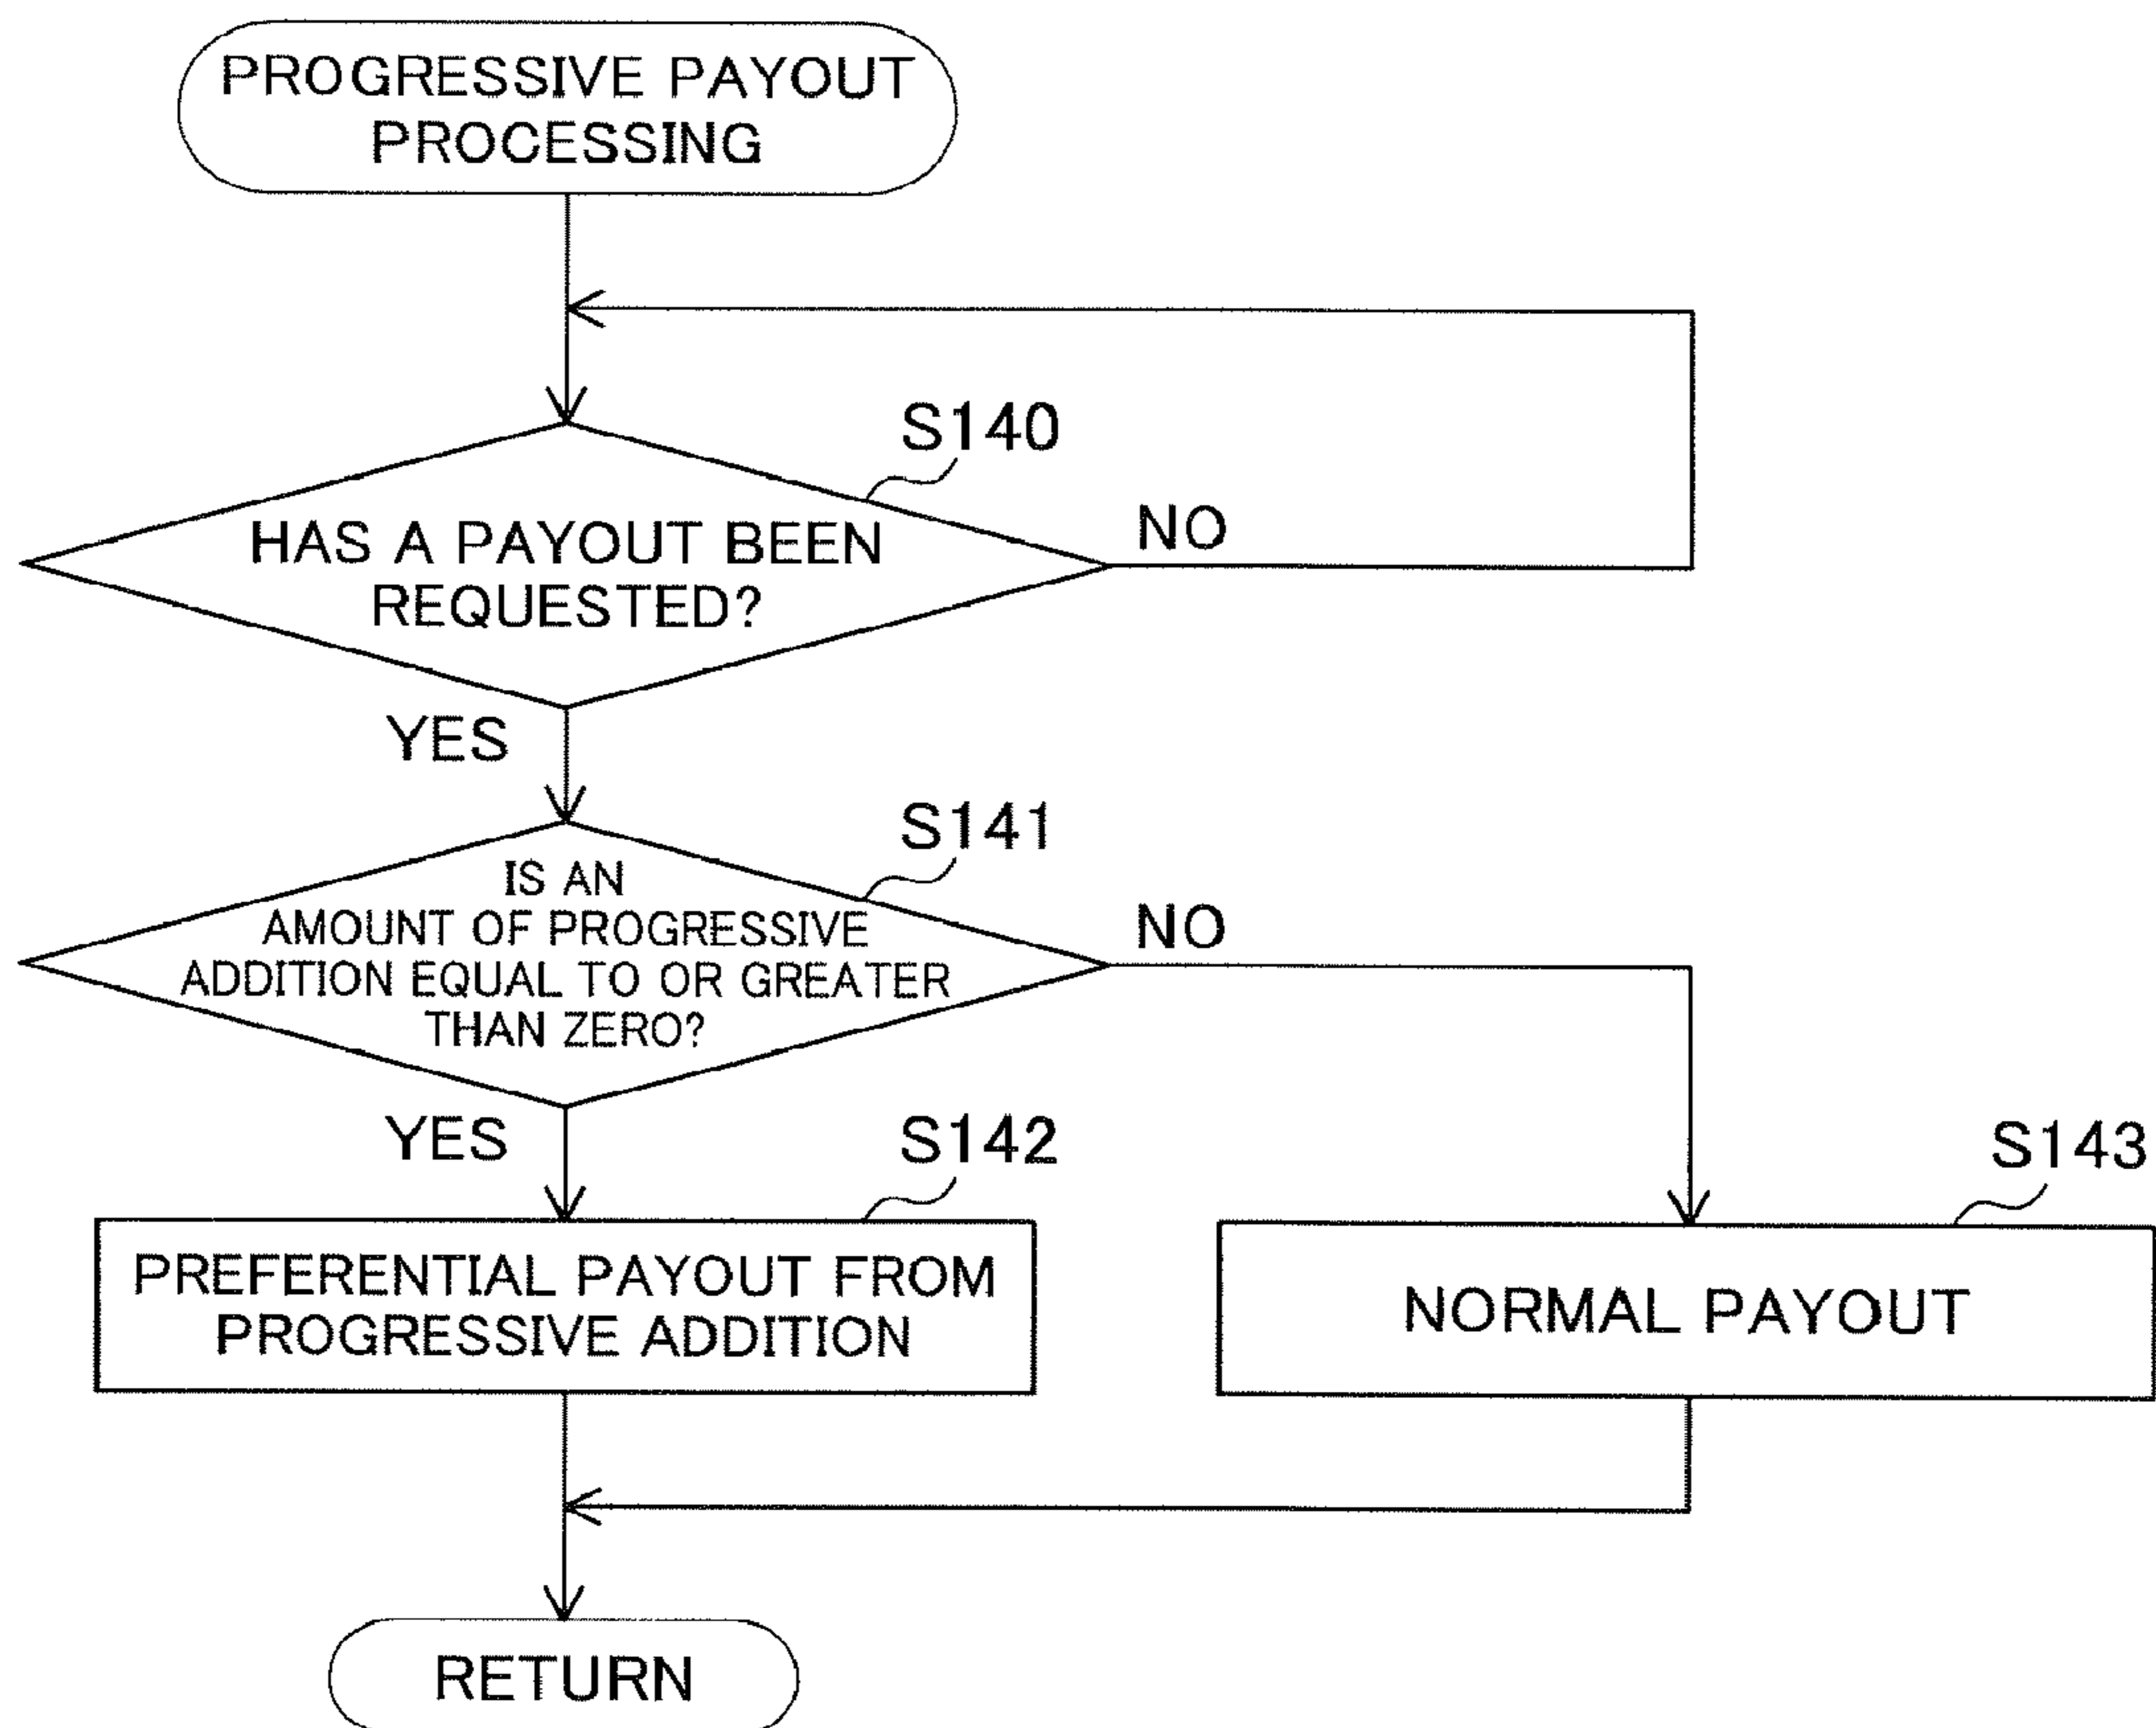 PROGRESSIVE PAYOUT
PROCESSING
S140
HAS A PAYOUT BEEN
REQUESTED?
NO
YES
S141
IS AN
AMOUNT OF PROGRESSIVE
ADDITION EQUAL TO OR GREATER
THAN ZERO?
NO
YES
S142
PREFERENTIAL PAYOUT FROM
PROGRESSIVE ADDITION
S143
NORMAL PAYOUT
RETURN